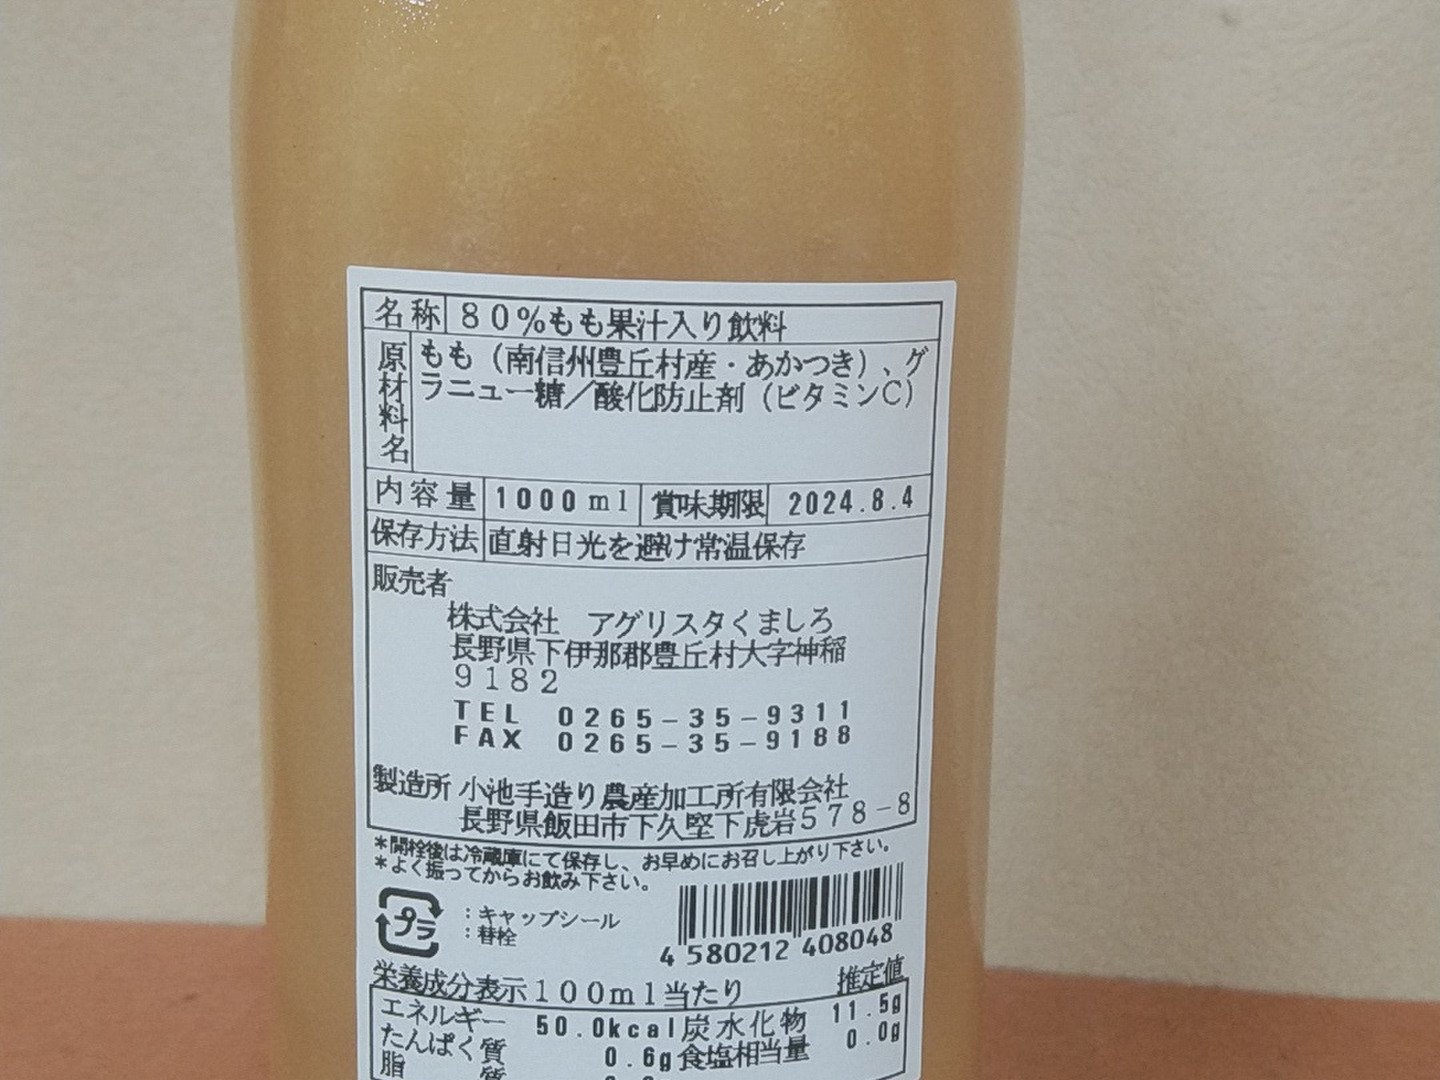 名称 80%もも果汁入り飲料
原材料名 もも（南信州豊丘村産・あかつき）、グ
ラニュー糖／酸化防止剤（ビタミンC）
内容量 1000ml 賞味期限 2024.8.4
保存方法 直射日光を避け常温保存
販売者
株式会社 アグリスタくましろ
長野県下伊那郡豊丘村大字神稲
9182
TEL 0265-35-9311
FAX 0265-35-9188
製造所 小池手造り農産加工所有限会社
長野県飯田市下久堅下虎岩578-8
*開栓後は冷蔵庫にて保存し、お早めにお召し上がり下さい。
*よく振ってからお飲み下さい。
プラ ：キャップシール
：替栓
4 580212 408048
栄養成分表示100ml当たり 推定値
エネルギー 50.0kcal 炭水化物 11.5g
たんぱく質 0.6g 食塩相当量 0.0g
脂質